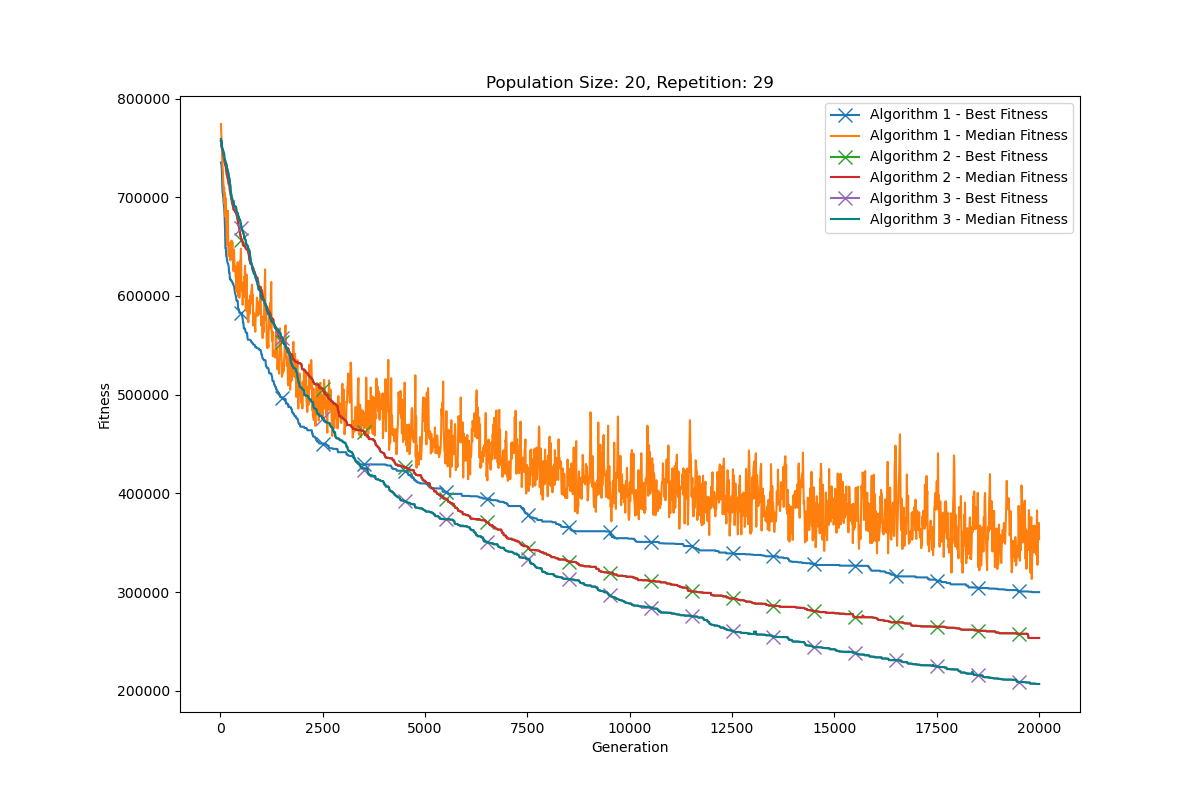 Population Size: 20, Repetition: 29
800000
700000
600000
500000
400000
300000
200000
Fitness
Algorithm 1 - Best Fitness
Algorithm 1 - Median Fitness
Algorithm 2 - Best Fitness
Algorithm 2 - Median Fitness
Algorithm 3 - Best Fitness
Algorithm 3 - Median Fitness
0 2500 5000 7500 10000 12500 15000 17500 20000
Generation